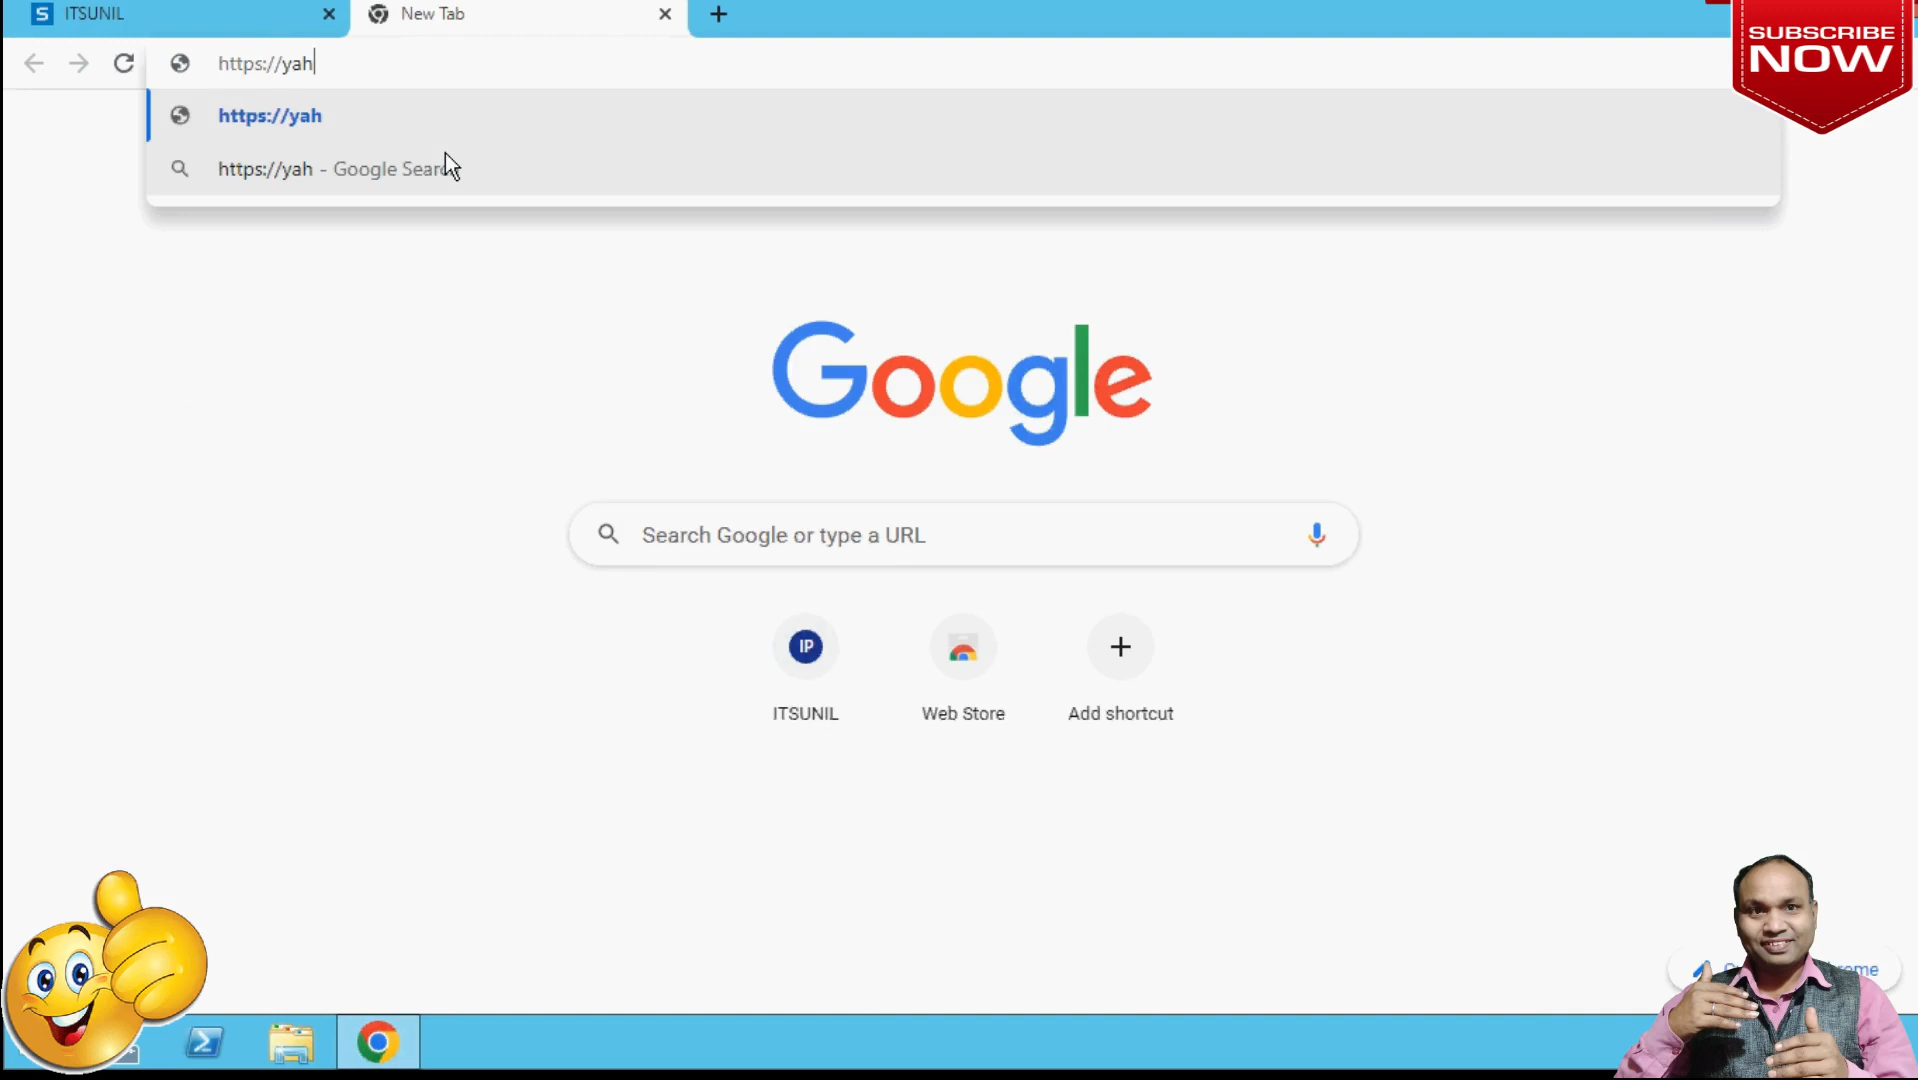 ITSUNIL
New Tab
SUBSCRIBE
NOW
https://yah
https://yah
https://yah - Google Search
Google
Search Google or type a URL
IP
ITSUNIL
Web Store
Add shortcut